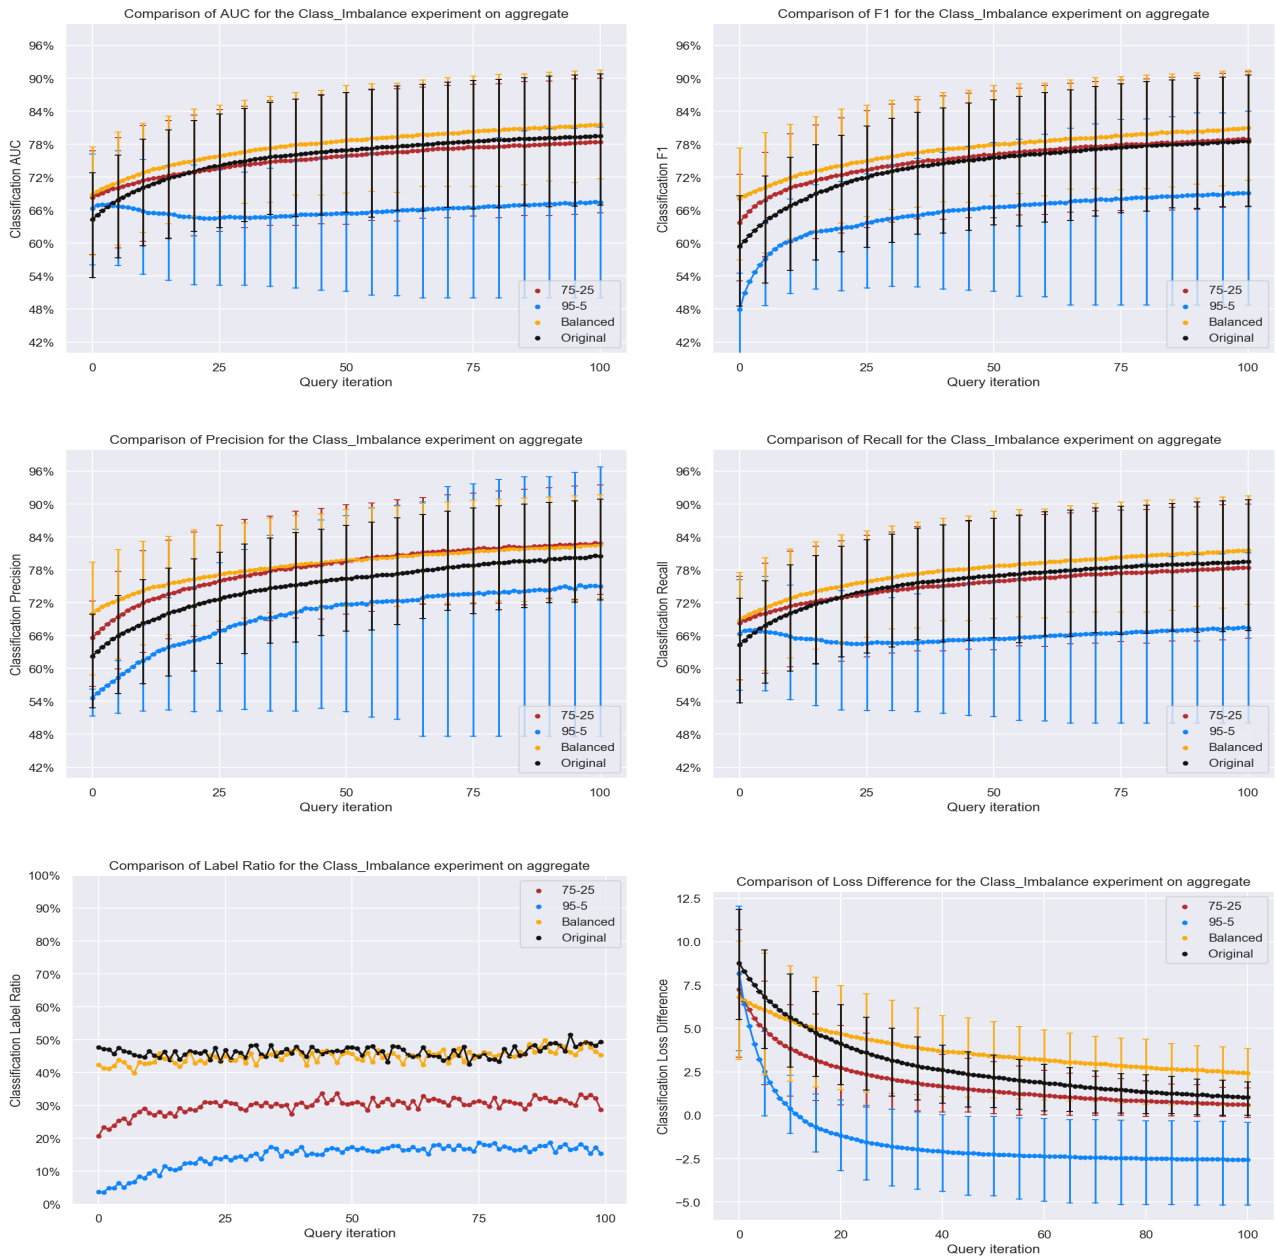 Comparison of AUC for the Class_Imbalance experiment on aggregate
96%
90%
84%
78%
72%
66%
60%
54%
48%
42%
Classification AUC
75-25
95-5
Balanced
Original
0 25 50 75 100
Query iteration
Comparison of F1 for the Class_Imbalance experiment on aggregate
96%
90%
84%
78%
72%
66%
60%
54%
48%
42%
Classification F1
75-25
95-5
Balanced
Original
0 25 50 75 100
Query iteration
Comparison of Precision for the Class_Imbalance experiment on aggregate
96%
90%
84%
78%
72%
66%
60%
54%
48%
42%
Classification Precision
75-25
95-5
Balanced
Original
0 25 50 75 100
Query iteration
Comparison of Recall for the Class_Imbalance experiment on aggregate
96%
90%
84%
78%
72%
66%
60%
54%
48%
42%
Classification Recall
75-25
95-5
Balanced
Original
0 25 50 75 100
Query iteration
Comparison of Label Ratio for the Class_Imbalance experiment on aggregate
100%
90%
80%
70%
60%
50%
40%
30%
20%
10%
0%
Classification Label Ratio
75-25
95-5
Balanced
Original
0 25 50 75 100
Query iteration
Comparison of Loss Difference for the Class_Imbalance experiment on aggregate
12.5
10.0
7.5
5.0
2.5
0.0
−2.5
−5.0
Classification Loss Difference
75-25
95-5
Balanced
Original
0 20 40 60 80 100
Query iteration